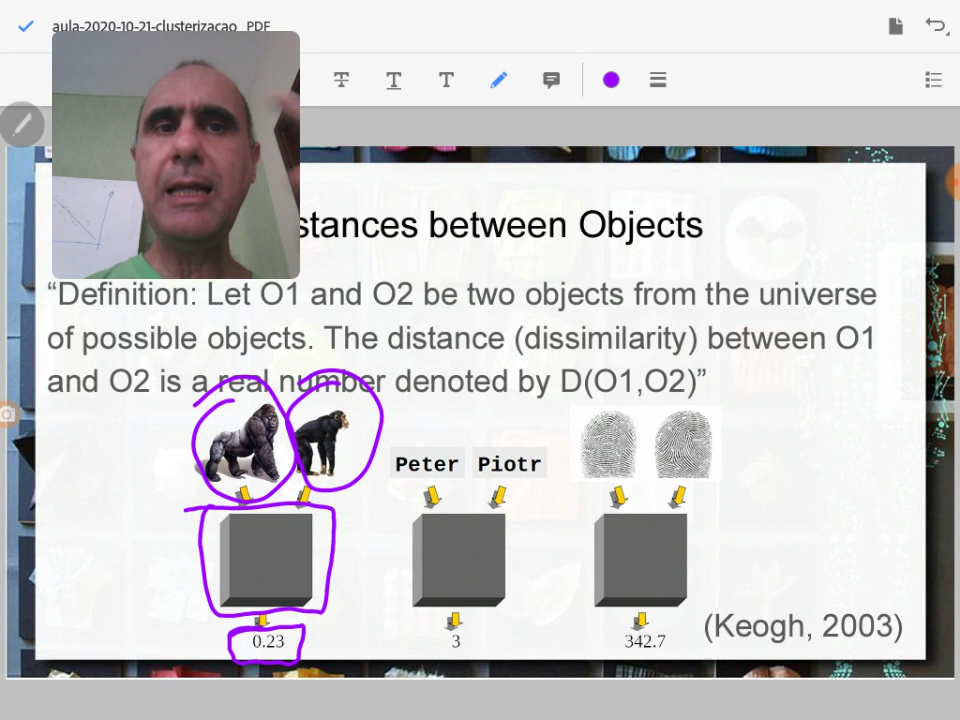 aula-2020-10-21-clusterizacao PDF
T T T
stances between Objects
“Definition: Let O1 and O2 be two objects from the universe
of possible objects. The distance (dissimilarity) between O1
and O2 is a real number denoted by D(O1,O2)”
Peter Piotr
0.23 3 342.7
(Keogh, 2003)